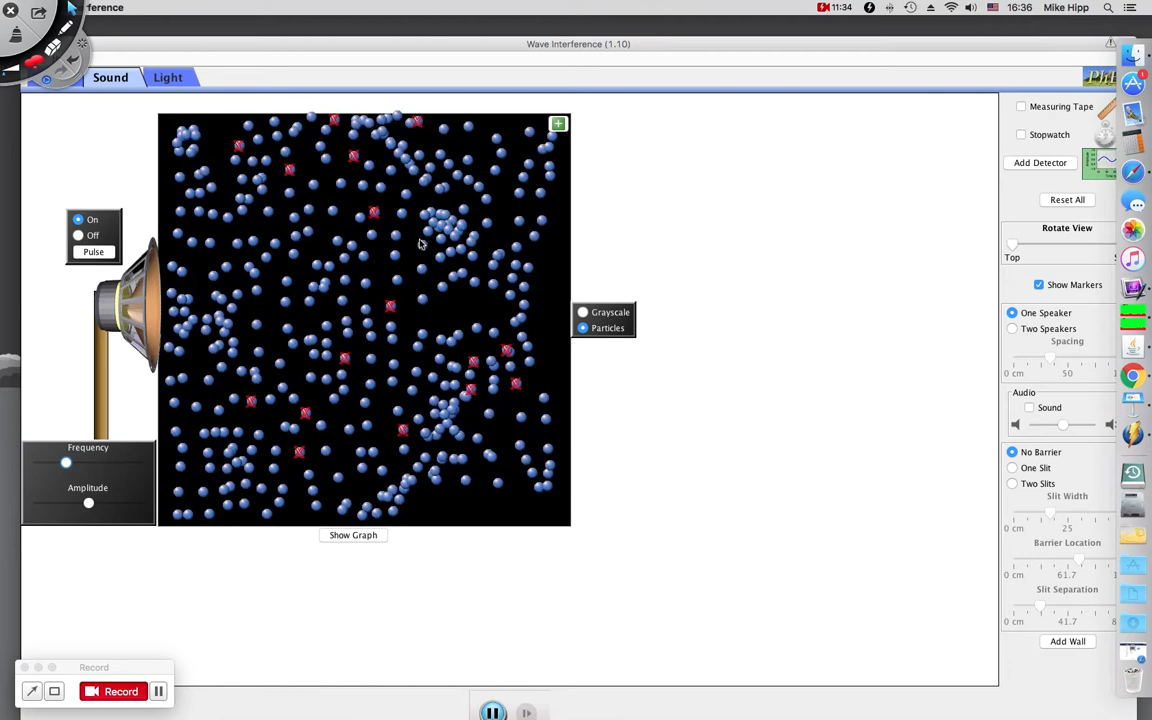 ference
11:34
16:36
Mike Hipp
Wave Interference (1.10)
Sound
Light
Measuring Tape
Stopwatch
Add Detector
Reset All
Rotate View
Top
S
Show Markers
One Speaker
Two Speakers
Spacing
0 cm 50 1
Audio
Sound
No Barrier
One Slit
Two Slits
Slit Width
0 cm 25
Barrier Location
0 cm 61.7 1
Slit Separation
0 cm 41.7 8
Add Wall
On
Off
Pulse
Grayscale
Particles
Frequency
Amplitude
Show Graph
Record
Record